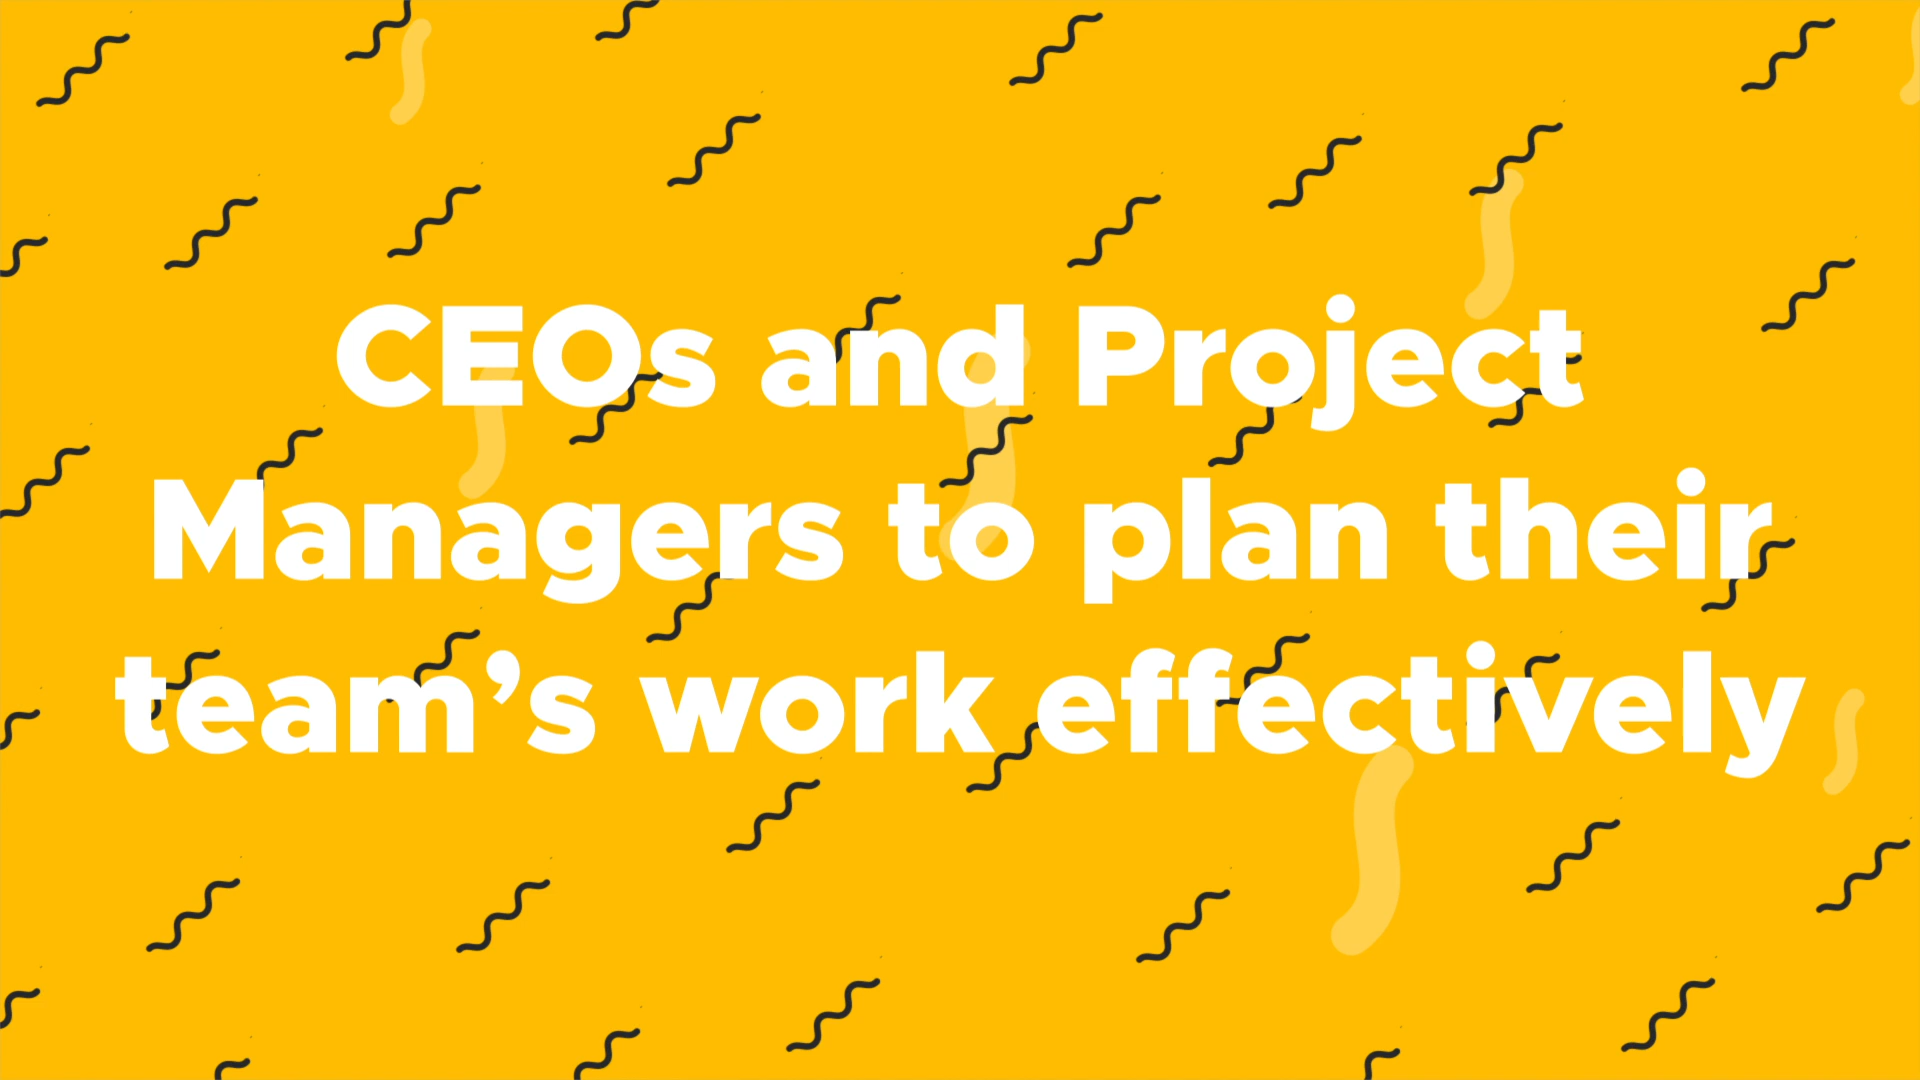 CEOs and Project
Managers to plan their
team’s work effectively